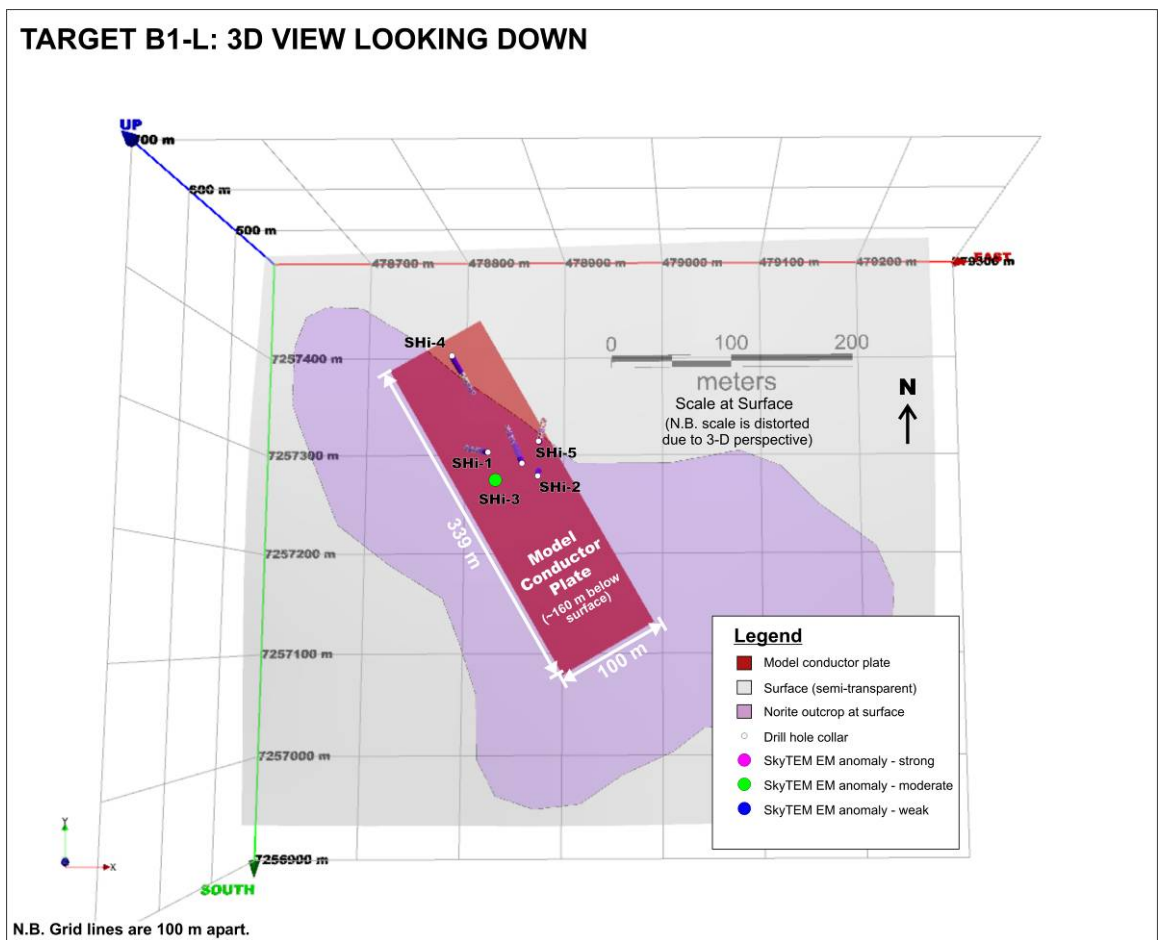 TARGET B1-L: 3D VIEW LOOKING DOWN
UP
700 m
600 m
500 m
478700 m
478800 m
478900 m
479000 m
479100 m
479200 m
479300 m
EAST
SHi-4
7257400 m
0 100 200
meters
Scale at Surface
(N.B. scale is distorted
due to 3-D perspective)
N
7257300 m
SHi-1
SHi-5
SHi-2
SHi-3
339 m
Model
Conductor
Plate
(~160 m below
surface)
100 m
7257200 m
7257100 m
7257000 m
7256900 m
SOUTH
Legend
Model conductor plate
Surface (semi-transparent)
Norite outcrop at surface
Drill hole collar
SkyTEM EM anomaly - strong
SkyTEM EM anomaly - moderate
SkyTEM EM anomaly - weak
Y
X
N.B. Grid lines are 100 m apart.